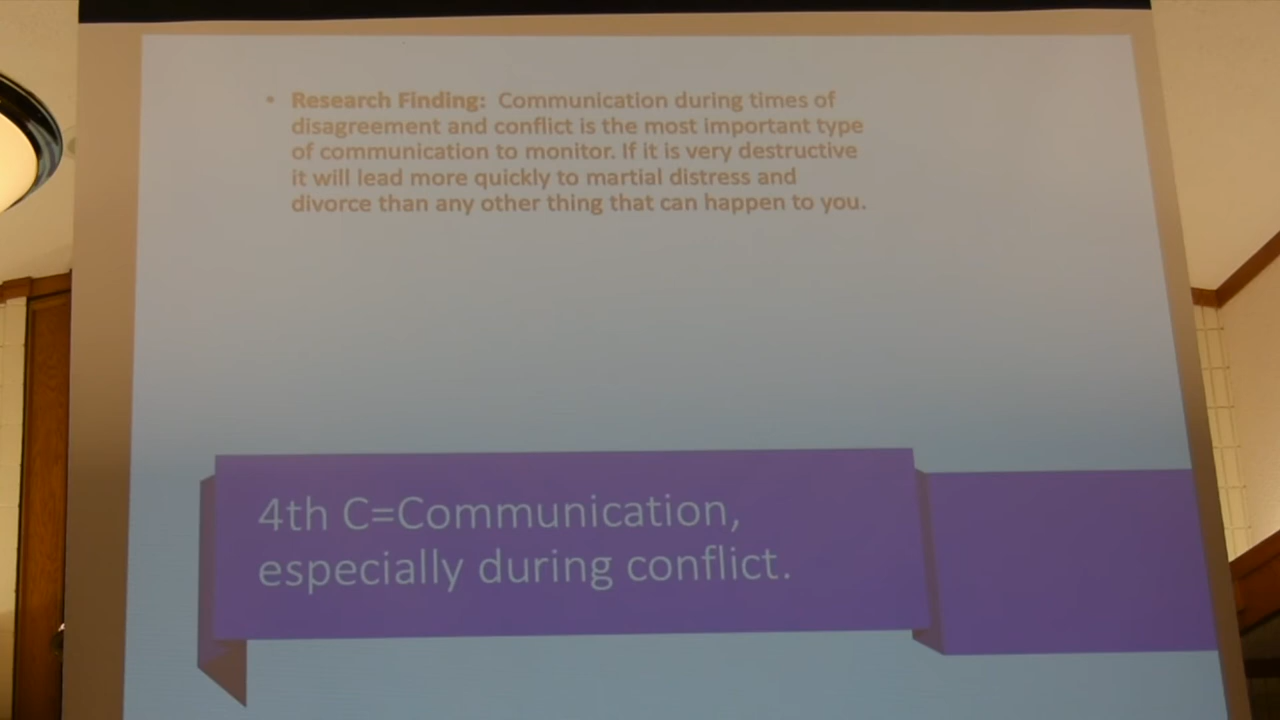 • Research Finding: Communication during times of
disagreement and conflict is the most important type
of communication to monitor. If it is very destructive
it will lead more quickly to martial distress and
divorce than any other thing that can happen to you.
4th C=Communication,
especially during conflict.